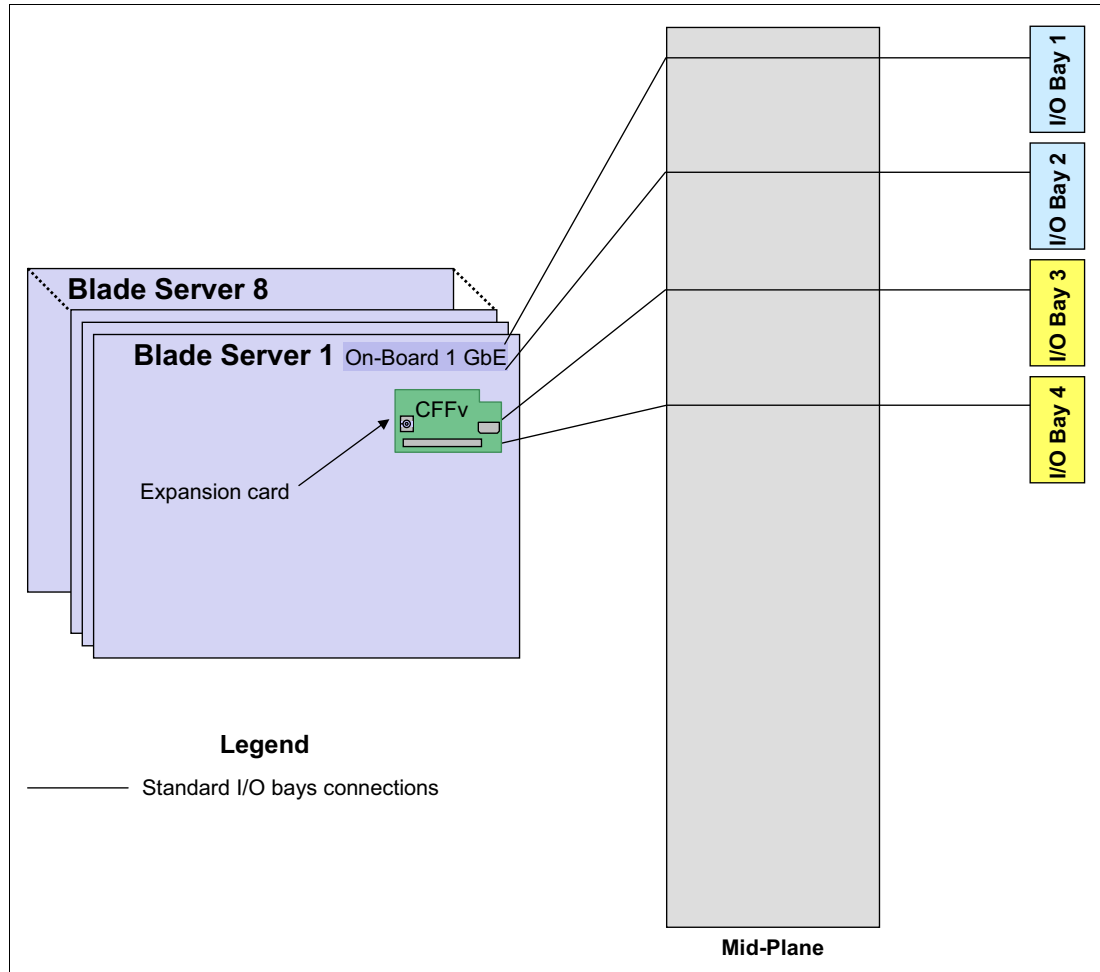 I/O Bay 1
I/O Bay 2
I/O Bay 3
I/O Bay 4
Blade Server 8
Blade Server 1
On-Board 1 GbE
CFFv
Expansion card
Legend
Standard I/O bays connections
Mid-Plane